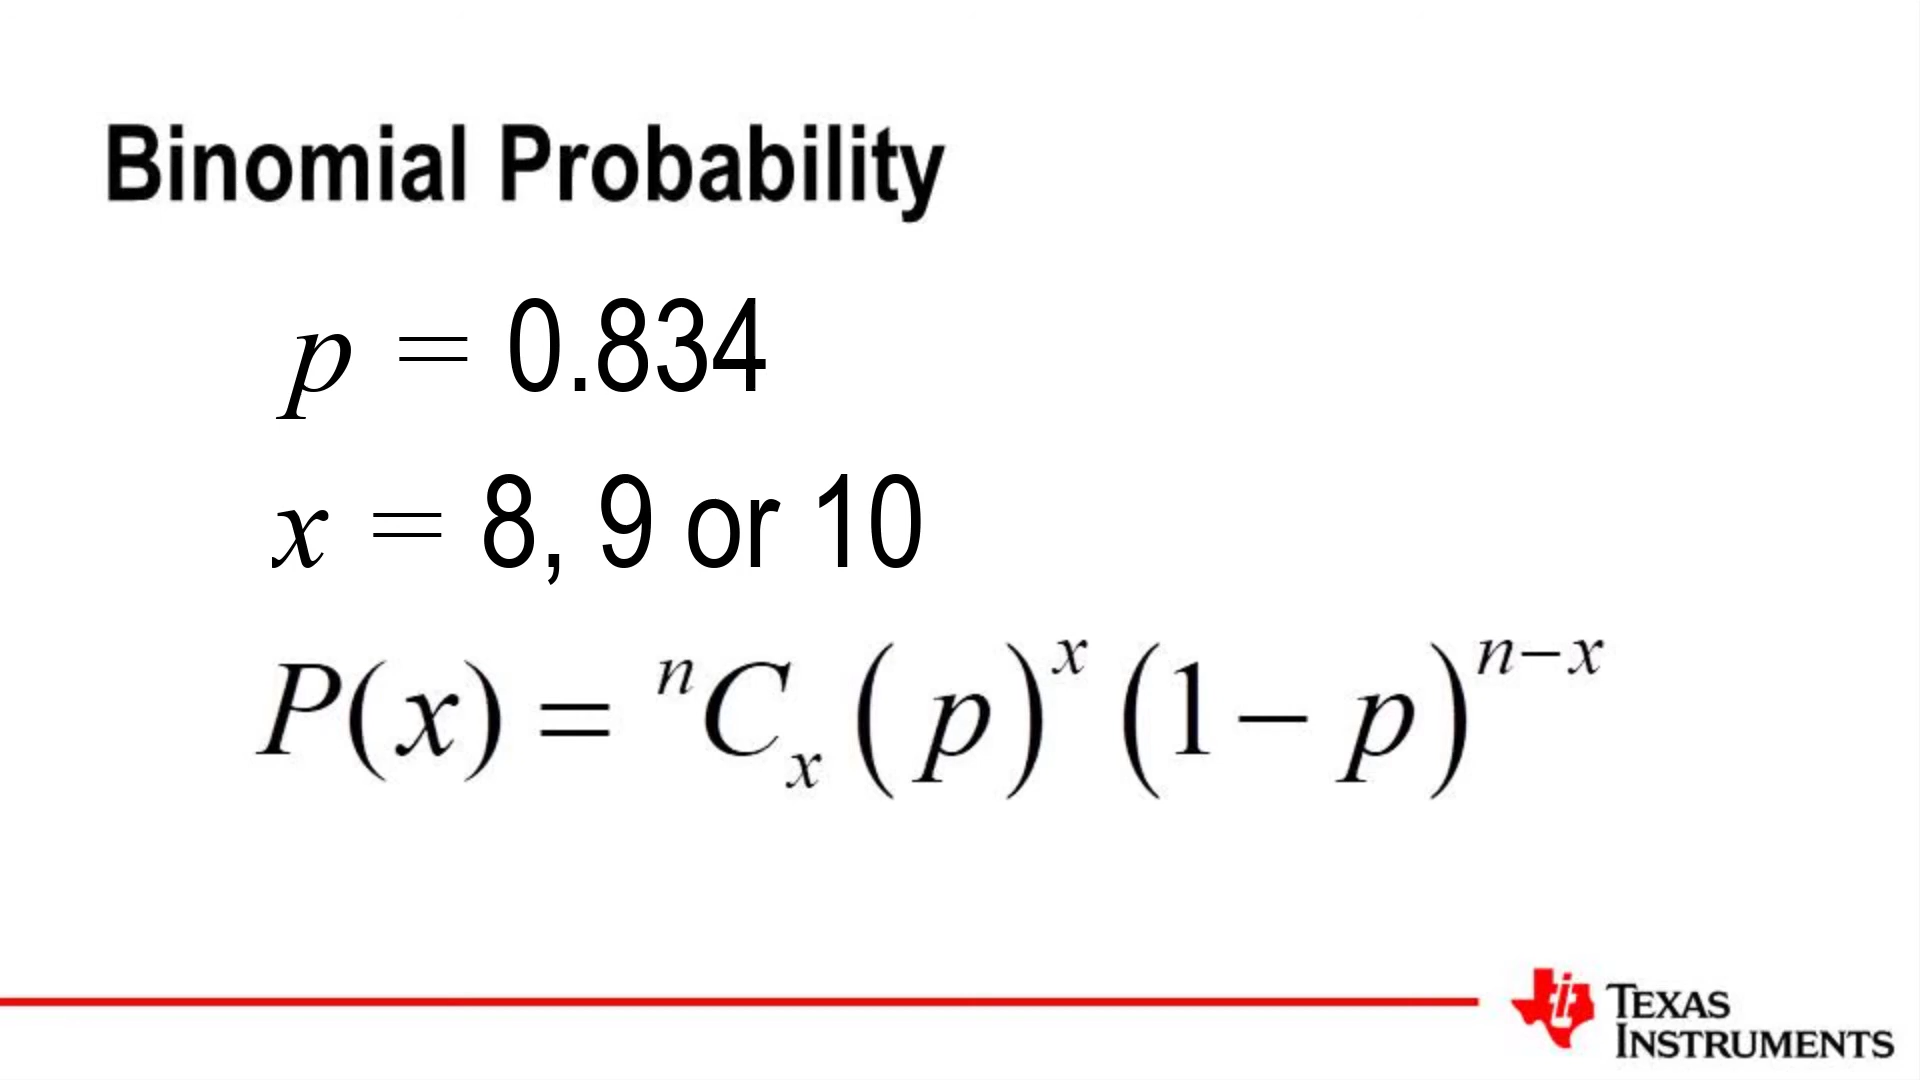 Binomial Probability
p = 0.834
x = 8, 9 or 10
P(x) = ⁿCₓ (p)ˣ (1 − p)ⁿ⁻ˣ
TEXAS
INSTRUMENTS